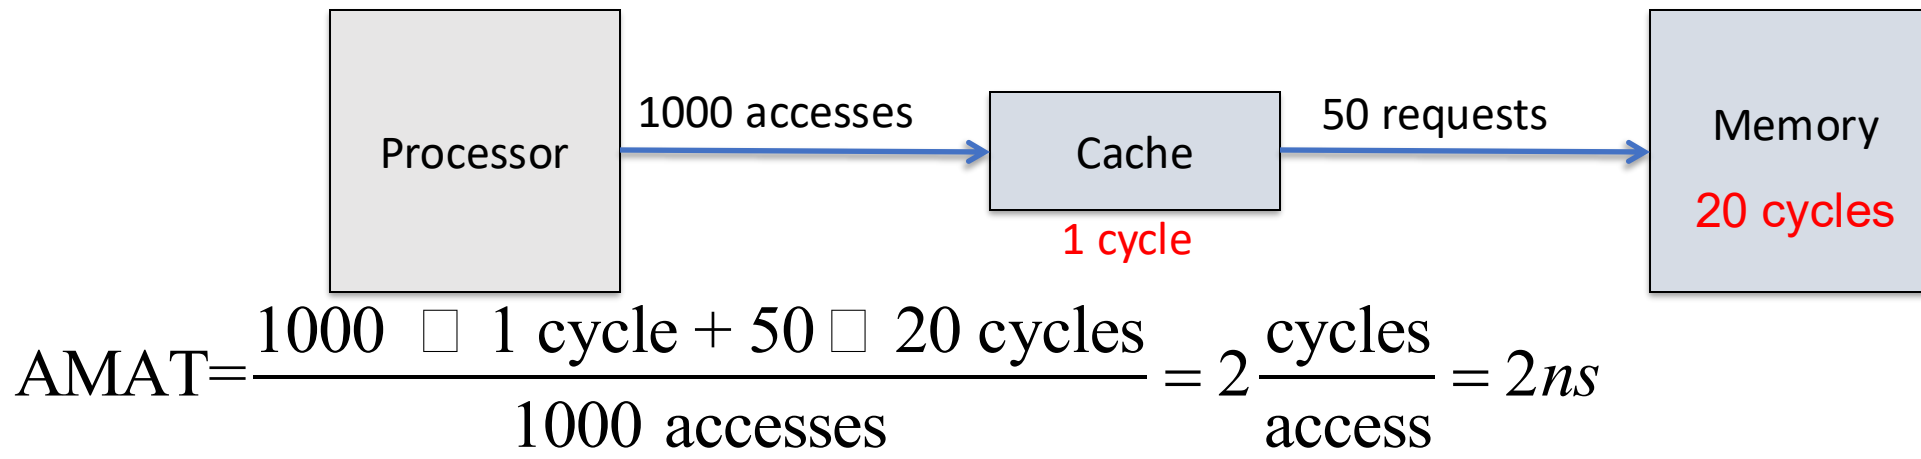 1000 accesses
50 requests
Processor
Cache
Memory
20 cycles
1 cycle
AMAT= 1000 □ 1 cycle + 50 □ 20 cycles / 1000 accesses = 2 cycles / access = 2ns